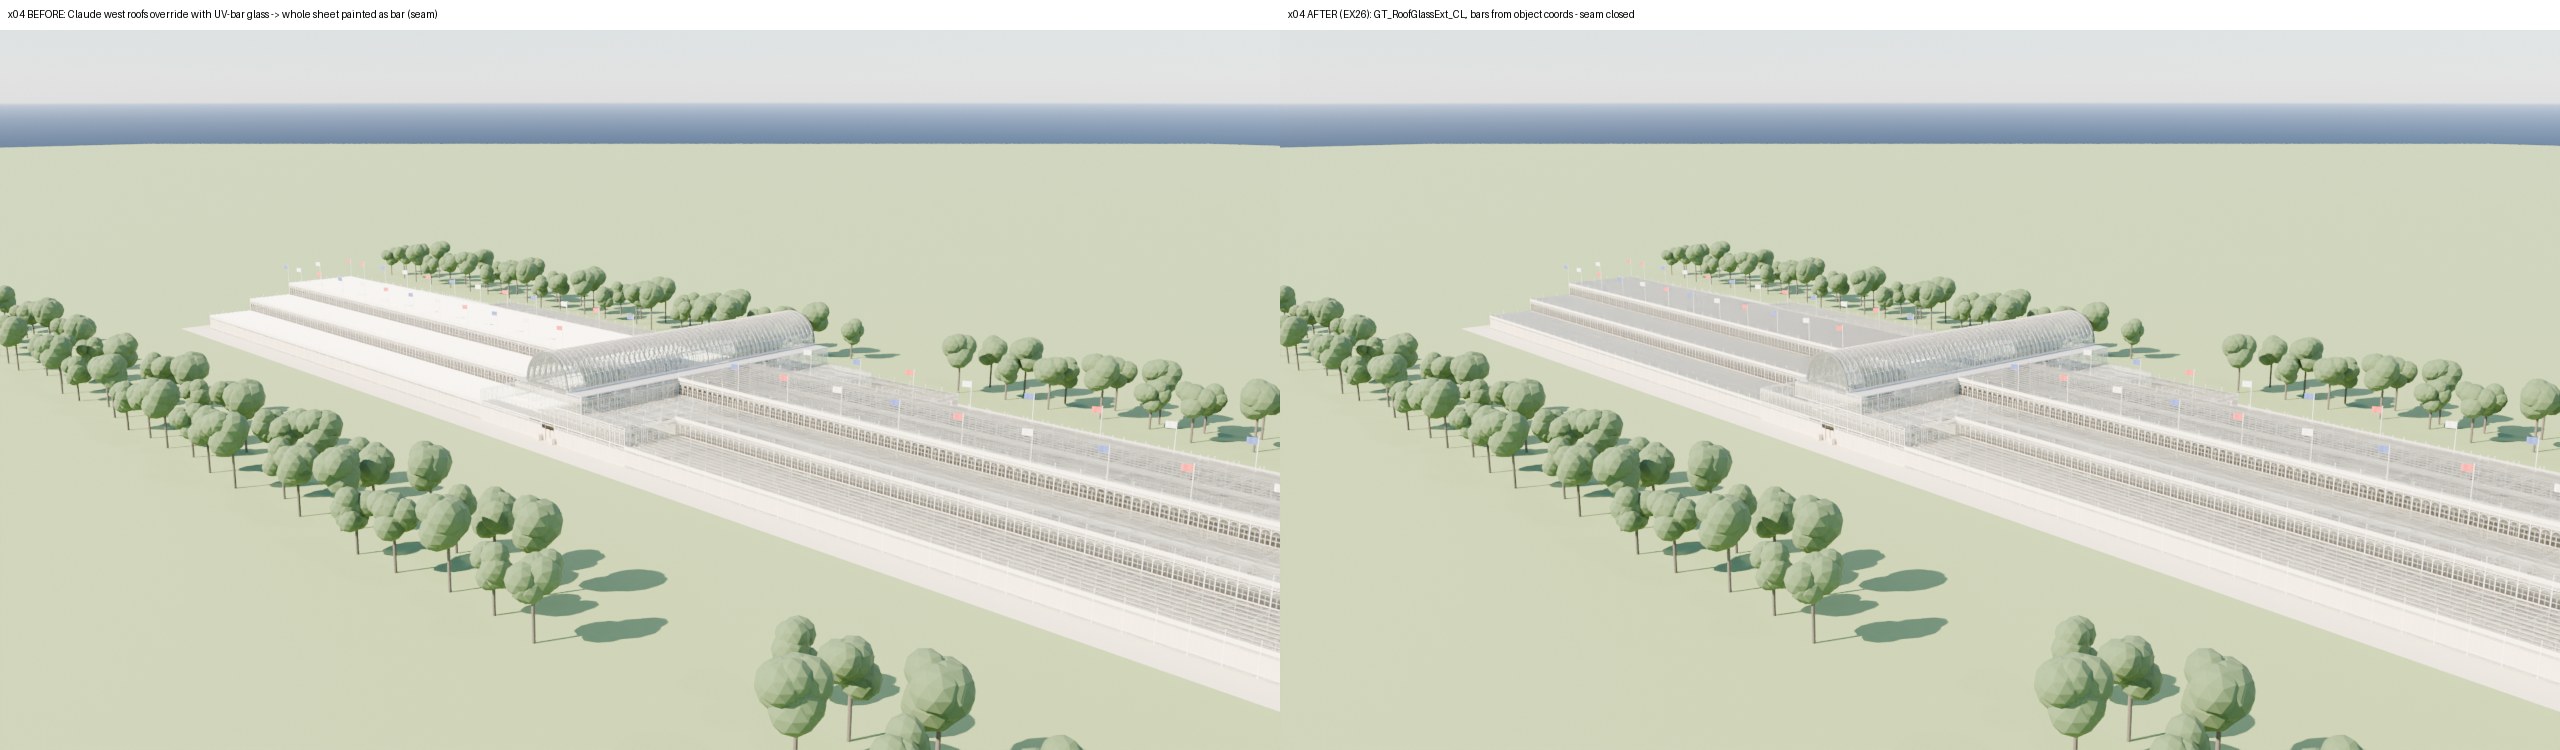 x04 BEFORE: Claude west roofs override with UV-bar glass -> whole sheet painted as bar (seam)
x04 AFTER (EX26): GT_RoofGlassExt_CL, bars from object coords - seam closed